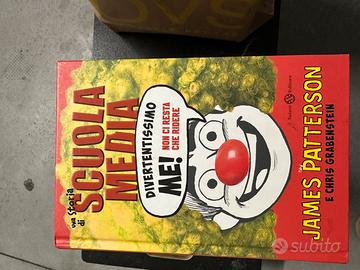 una storia
di
SCUOLA
MEDIA
DIVERTENTISSIMO
ME!
NON CI RESTA
CHE RIDERE
Salani Editore
JAMES PATTERSON
E CHRIS GRABENSTEIN
subito